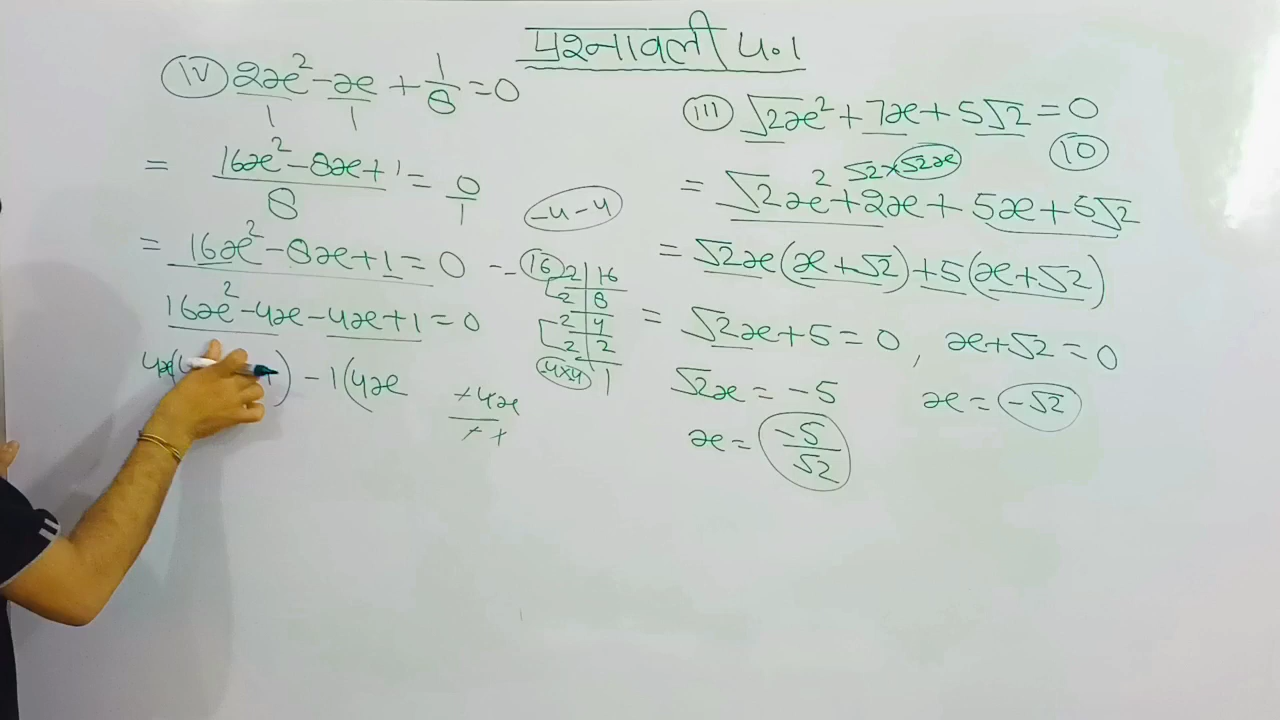 प्रश्नावली 4.1
(iv) 2x² - x + 1/8 = 0
1 1
= 16x² - 8x + 1 / 8 = 0/1
-4 - 4
= 16x² - 8x + 1 = 0 -- 16
2 | 16
2 | 8
2 | 4
2 | 2
1
4x4
16x² - 4x - 4x + 1 = 0
4x( ) - 1(4x
+4x
++
(iii) √2x² + 7x + 5√2 = 0
10
√2×√2x
= √2x² + 2x + 5x + 5√2
= √2x(x + √2) + 5(x + √2)
= √2x + 5 = 0, x + √2 = 0
√2x = -5 x = -√2
x = -5/√2